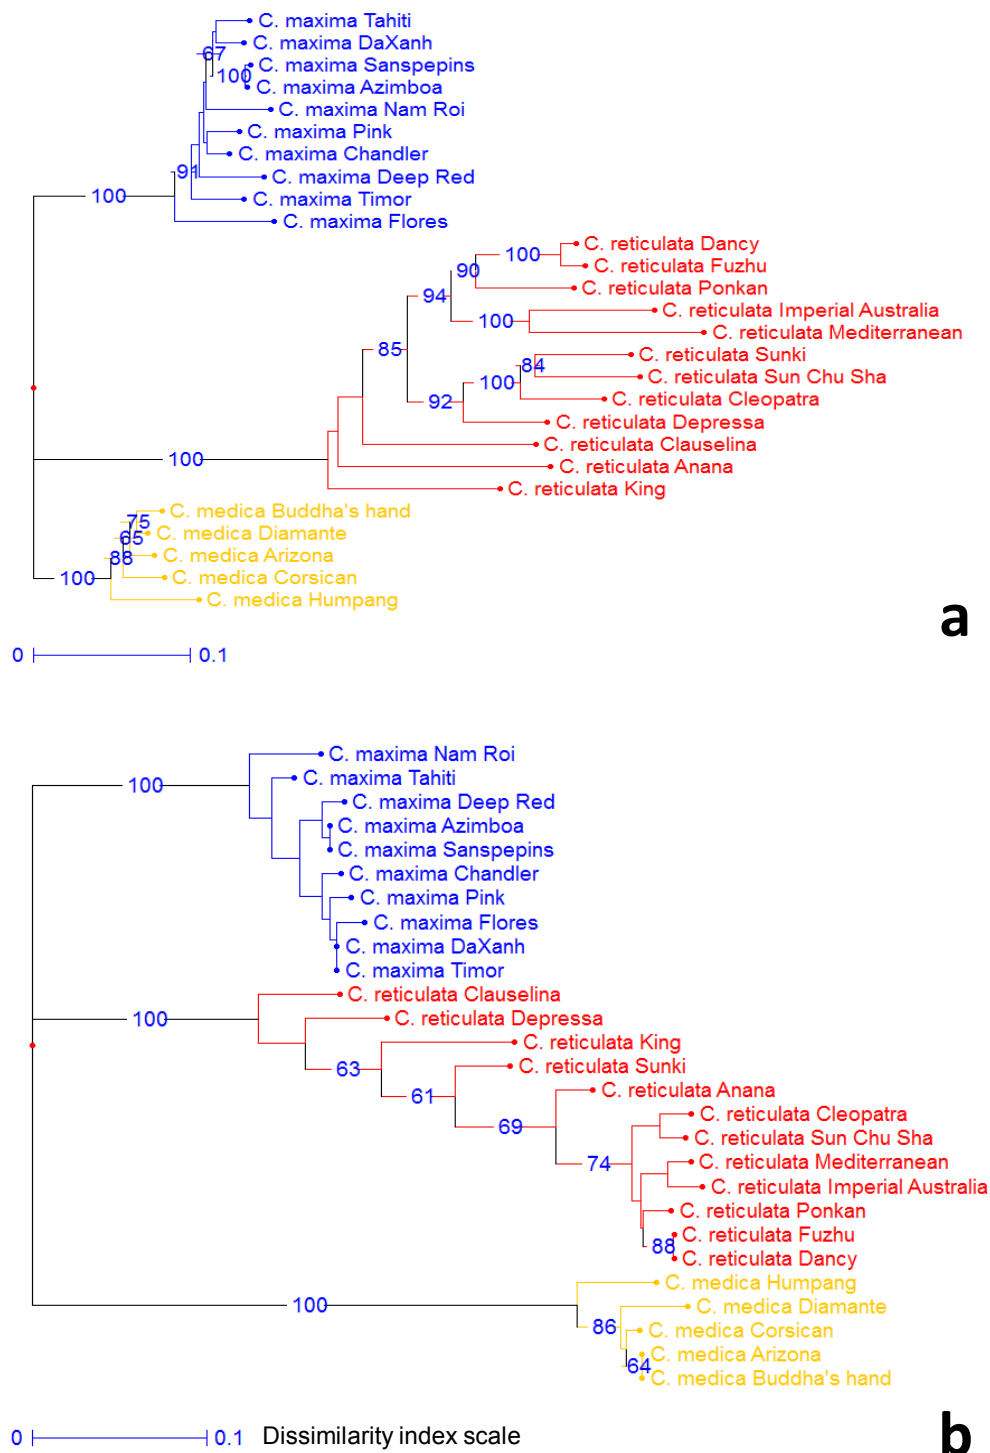 C. maxima Tahiti
C. maxima DaXanh
67
C. maxima Sanspepins
100
C. maxima Azimboa
C. maxima Nam Roi
C. maxima Pink
C. maxima Chandler
91
C. maxima Deep Red
100
C. maxima Timor
C. maxima Flores
C. reticulata Dancy
100
C. reticulata Fuzhu
90
C. reticulata Ponkan
94
C. reticulata Imperial Australia
100
C. reticulata Mediterranean
85
C. reticulata Sunki
84
C. reticulata Sun Chu Sha
100
C. reticulata Cleopatra
92
C. reticulata Depressa
C. reticulata Clauselina
100
C. reticulata Anana
C. reticulata King
C. medica Buddha's hand
75
C. medica Diamante
65
C. medica Arizona
88
C. medica Corsican
100
C. medica Humpang
a
0 0.1
C. maxima Nam Roi
C. maxima Tahiti
100
C. maxima Deep Red
C. maxima Azimboa
C. maxima Sanspepins
C. maxima Chandler
C. maxima Pink
C. maxima Flores
C. maxima DaXanh
C. maxima Timor
C. reticulata Clauselina
100
C. reticulata Depressa
C. reticulata King
63
C. reticulata Sunki
61
C. reticulata Anana
C. reticulata Cleopatra
69
C. reticulata Sun Chu Sha
74
C. reticulata Mediterranean
C. reticulata Imperial Australia
C. reticulata Ponkan
C. reticulata Fuzhu
88
C. reticulata Dancy
C. medica Humpang
100
C. medica Diamante
86
C. medica Corsican
C. medica Arizona
64
C. medica Buddha's hand
0 0.1 Dissimilarity index scale
b